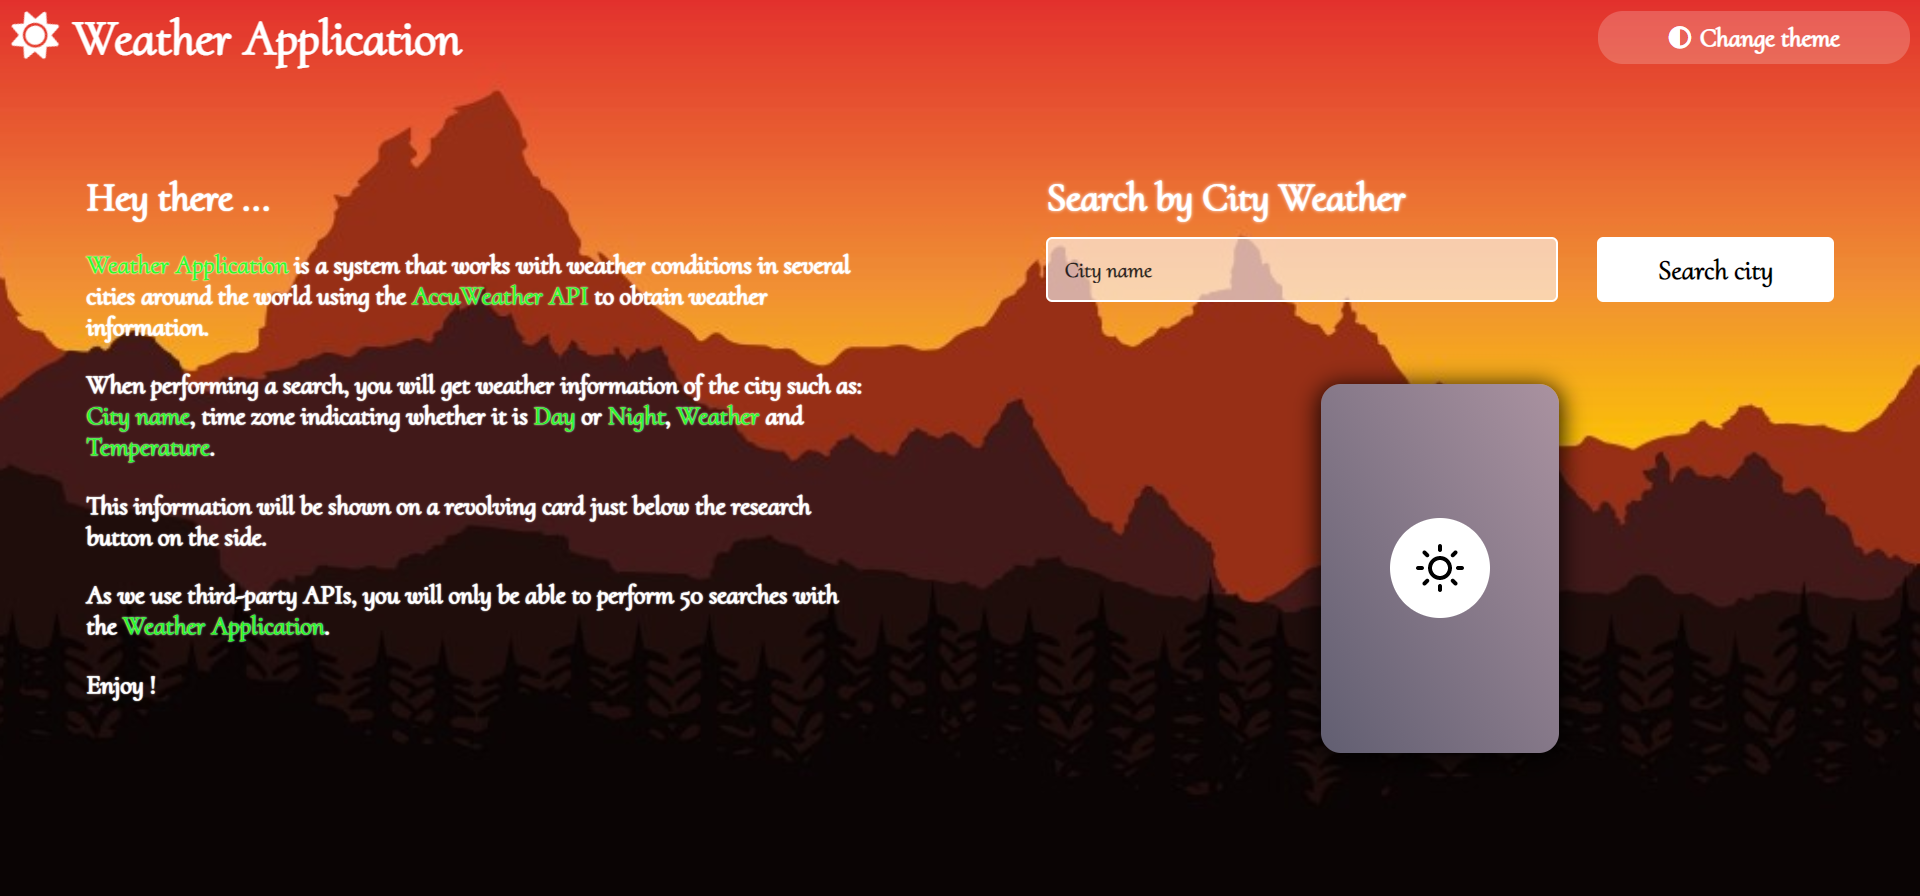 Weather Application
Change theme
Hey there ...
Weather Application is a system that works with weather conditions in several
cities around the world using the AccuWeather API to obtain weather
information.
When performing a search, you will get weather information of the city such as:
City name, time zone indicating whether it is Day or Night, Weather and
Temperature.
This information will be shown on a revolving card just below the research
button on the side.
As we use third-party APIs, you will only be able to perform 50 searches with
the Weather Application.
Enjoy !
Search by City Weather
City name
Search city